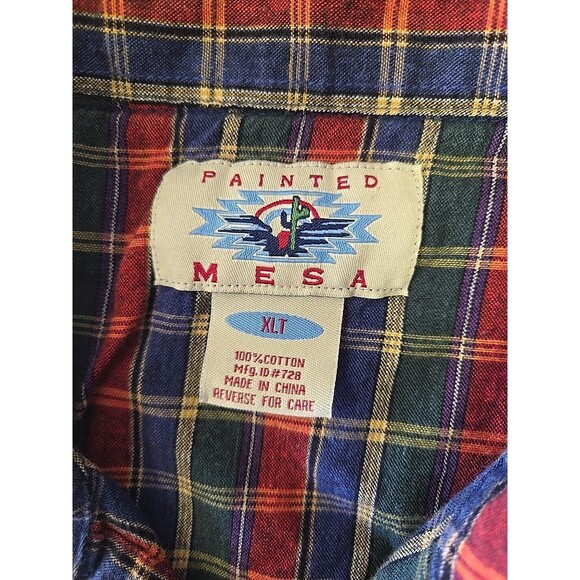 PAINTED
MESA
XLT
100% COTTON
Mfg. ID #728
MADE IN CHINA
REVERSE FOR CARE